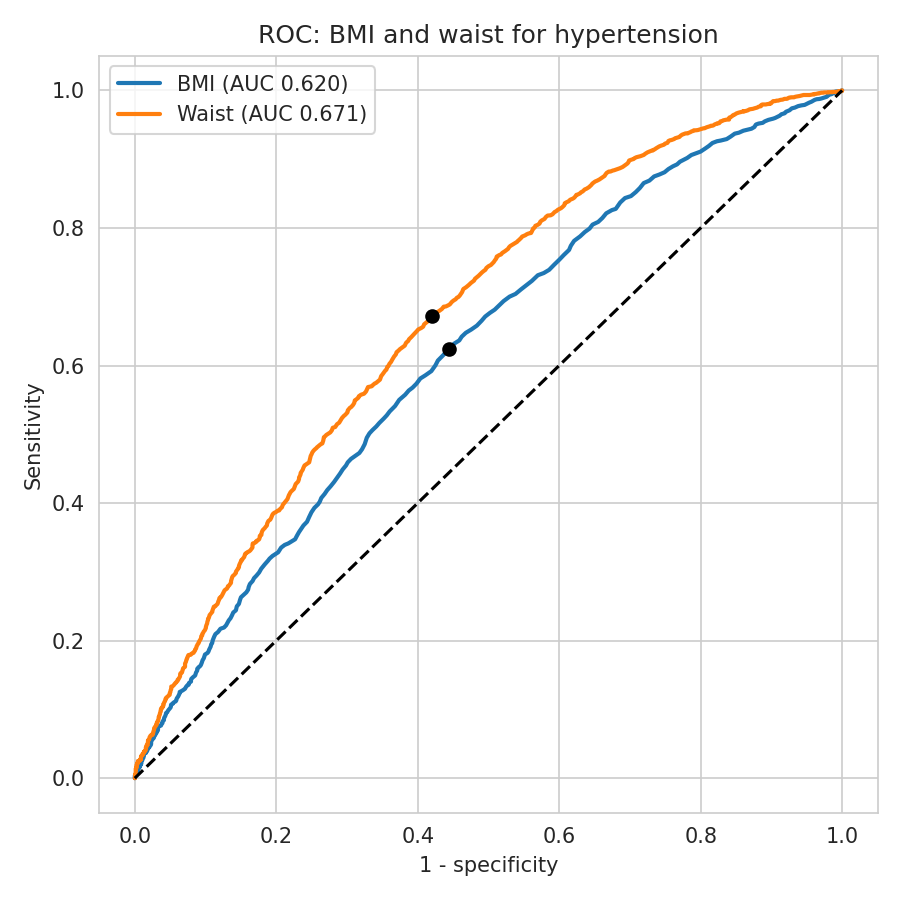 ROC: BMI and waist for hypertension
BMI (AUC 0.620)
Waist (AUC 0.671)
Sensitivity
1.0
0.8
0.6
0.4
0.2
0.0
0.0 0.2 0.4 0.6 0.8 1.0
1 - specificity